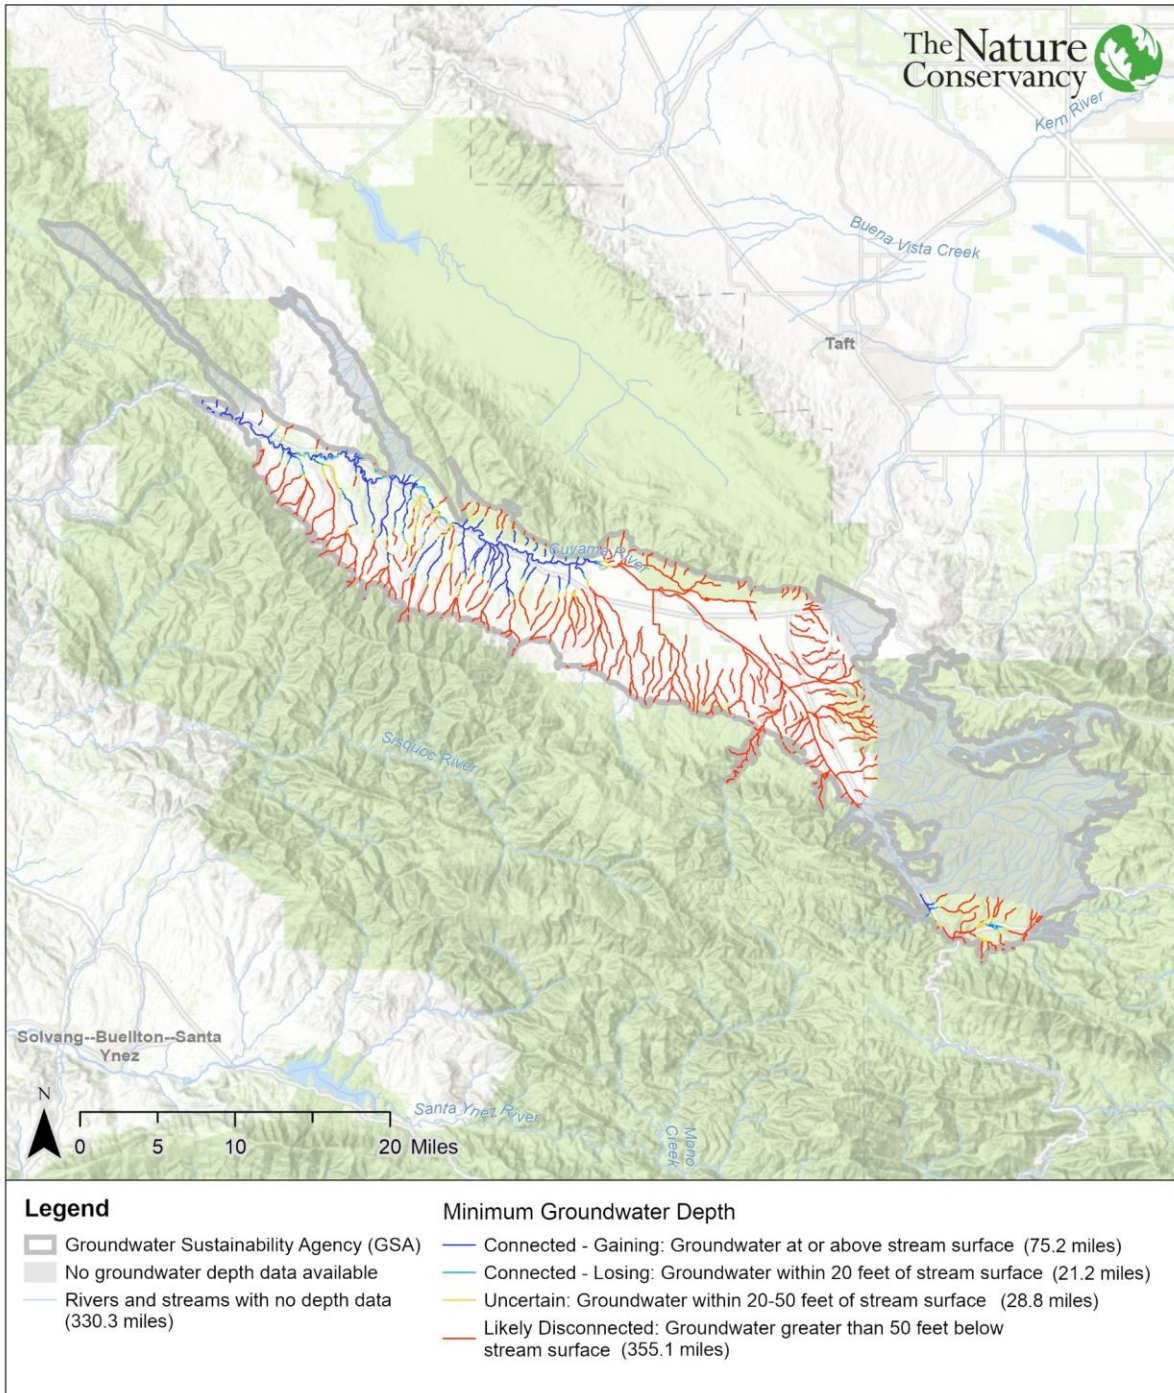 The Nature
Conservancy
Kern River
Buena Vista Creek
Taft
Cuyama River
Sisquoc River
Solvang--Buellton--Santa
Ynez
Santa Ynez River
Mono
Creek
N
0 5 10 20 Miles
Legend
Groundwater Sustainability Agency (GSA)
No groundwater depth data available
Rivers and streams with no depth data
(330.3 miles)
Minimum Groundwater Depth
Connected - Gaining: Groundwater at or above stream surface (75.2 miles)
Connected - Losing: Groundwater within 20 feet of stream surface (21.2 miles)
Uncertain: Groundwater within 20-50 feet of stream surface (28.8 miles)
Likely Disconnected: Groundwater greater than 50 feet below
stream surface (355.1 miles)